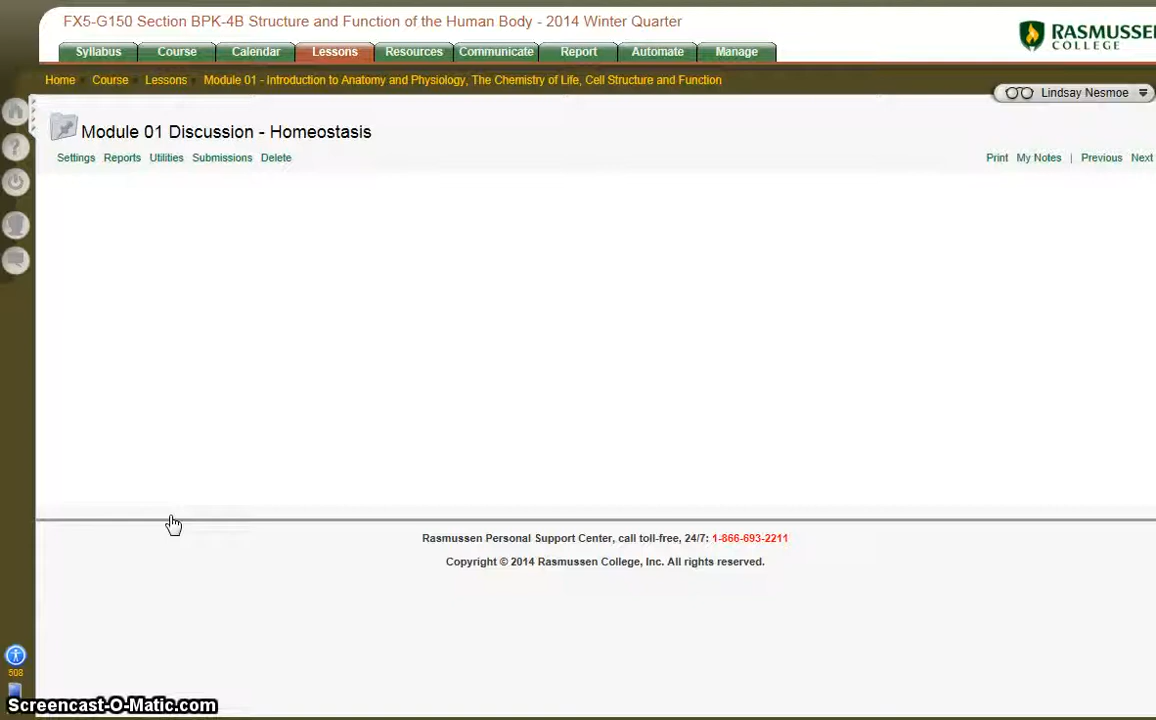 FX5-G150 Section BPK-4B Structure and Function of the Human Body - 2014 Winter Quarter
RASMUSSEN
COLLEGE
Syllabus Course Calendar Lessons Resources Communicate Report Automate Manage
Home Course Lessons Module 01 - Introduction to Anatomy and Physiology, The Chemistry of Life, Cell Structure and Function
Lindsay Nesmoe
Module 01 Discussion - Homeostasis
Settings Reports Utilities Submissions Delete
Print My Notes | Previous Next
Rasmussen Personal Support Center, call toll-free, 24/7: 1-866-693-2211
Copyright © 2014 Rasmussen College, Inc. All rights reserved.
508
Screencast-O-Matic.com